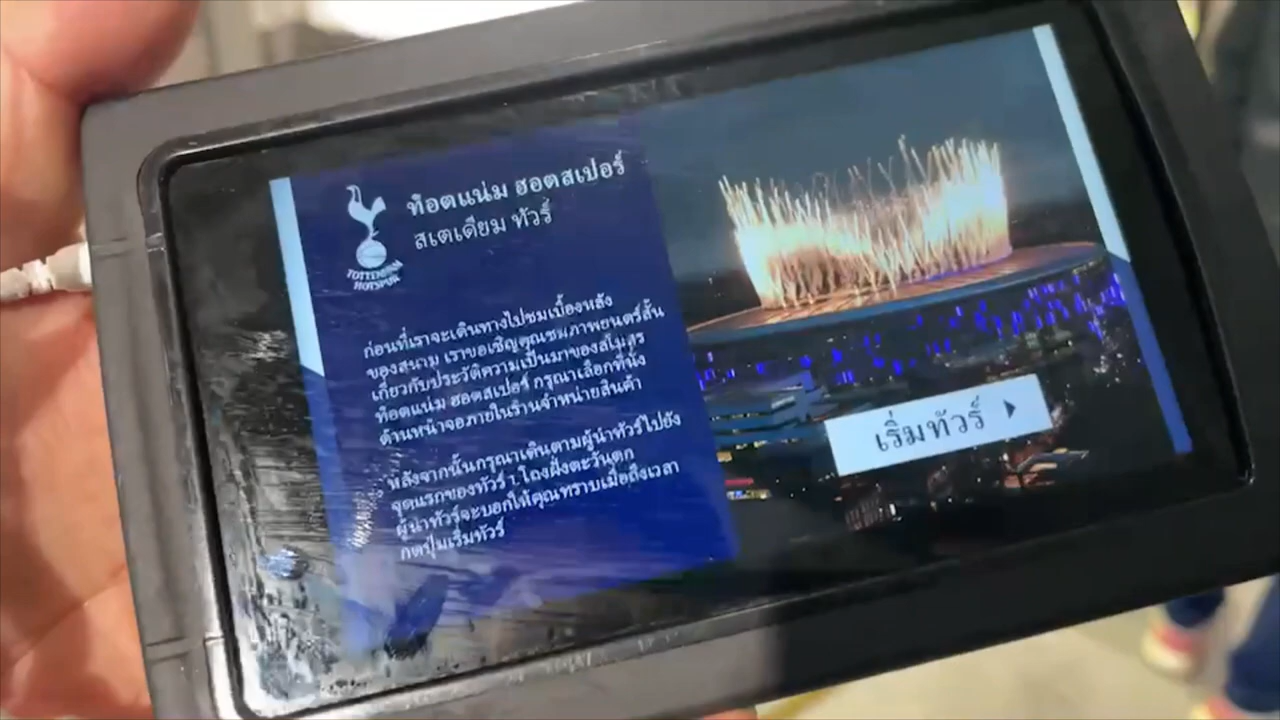 ท็อตแน่ม ฮอตสเปอร์
สเตเดียม ทัวร์
TOTTENHAM
HOTSPUR
ก่อนที่เราจะเดินทางไปชมเบื้องหลัง
ของสนาม เราขอเชิญคุณชมภาพยนตร์สั้น
เกี่ยวกับประวัติความเป็นมาของสโมสร
ท็อตแน่ม ฮอตสเปอร์ กรุณาเลือกที่นั่ง
ด้านหน้าจอภายในร้านจำหน่ายสินค้า
หลังจากนั้นกรุณาเดินตามผู้นำทัวร์ไปยัง
จุดแรกของทัวร์ 1. โถงฝั่งตะวันตก
ผู้นำทัวร์จะบอกให้คุณทราบเมื่อถึงเวลา
กดปุ่มเริ่มทัวร์
เริ่มทัวร์